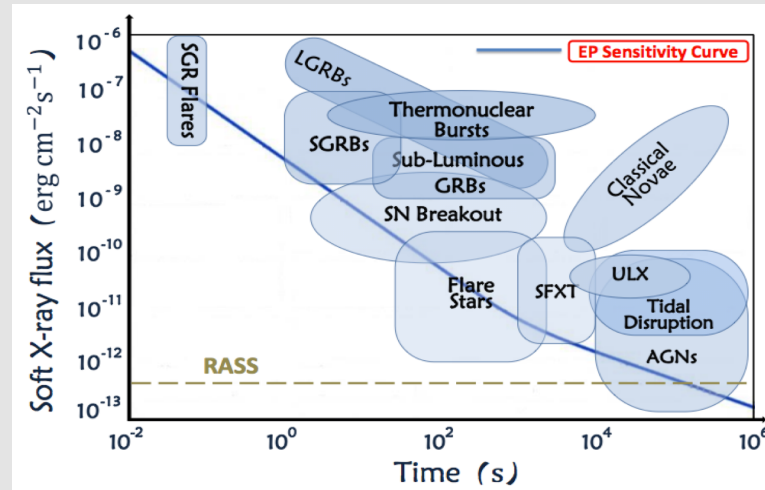 EP Sensitivity Curve
Soft X-ray flux (erg cm⁻²s⁻¹)
10⁻⁶
10⁻⁷
10⁻⁸
10⁻⁹
10⁻¹⁰
10⁻¹¹
10⁻¹²
10⁻¹³
SGR Flares
LGRBs
Thermonuclear
Bursts
SGRBs
Sub-Luminous
GRBs
SN Breakout
Classical
Novae
Flare
Stars
SFXT
ULX
Tidal
Disruption
AGNs
RASS
10⁻² 10⁰ 10² 10⁴ 10⁶
Time (s)